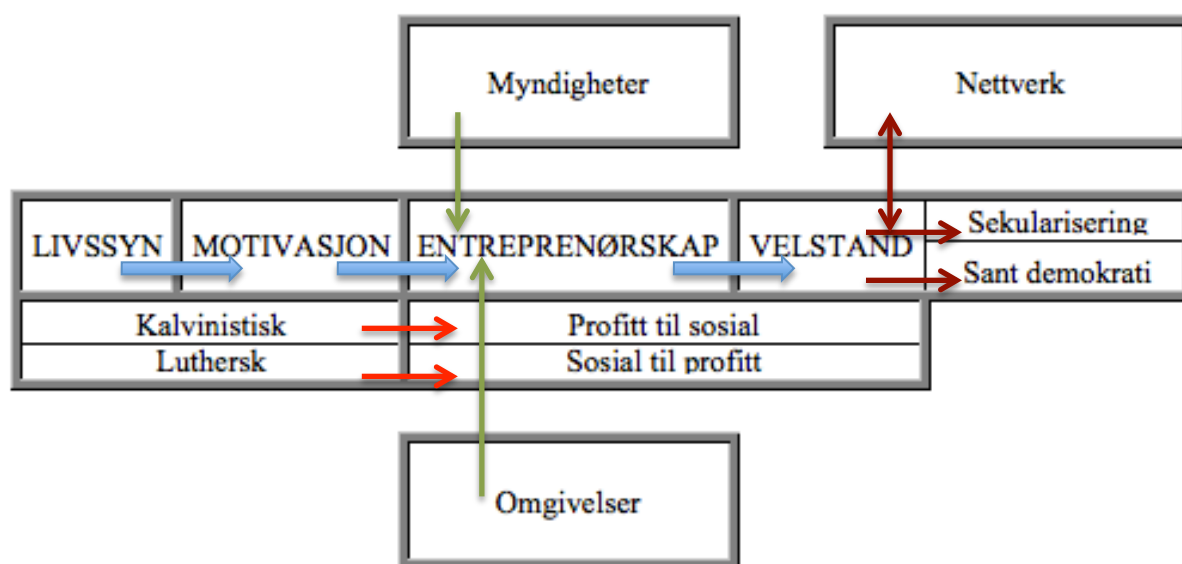 Myndigheter
Nettverk
LIVSSYN
MOTIVASJON
ENTREPRENØRSKAP
VELSTAND
Sekularisering
Sant demokrati
Kalvinistisk
Profitt til sosial
Luthersk
Sosial til profitt
Omgivelser